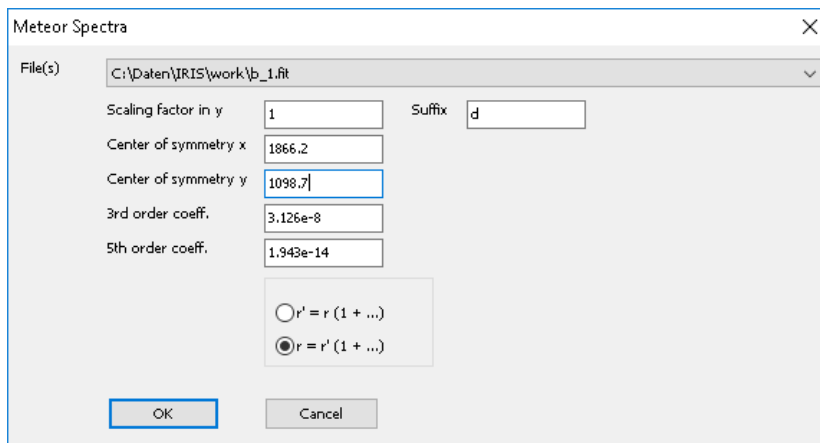 Meteor Spectra
File(s) C:\Daten\IRIS\work\b_1.fit
Scaling factor in y 1 Suffix d
Center of symmetry x 1866.2
Center of symmetry y 1098.7
3rd order coeff. 3.126e-8
5th order coeff. 1.943e-14
r' = r (1 + ...)
r = r' (1 + ...)
OK Cancel